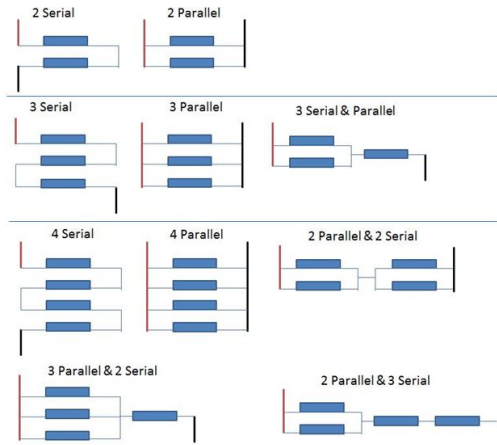 2 Serial
2 Parallel
3 Serial
3 Parallel
3 Serial & Parallel
4 Serial
4 Parallel
2 Parallel & 2 Serial
3 Parallel & 2 Serial
2 Parallel & 3 Serial